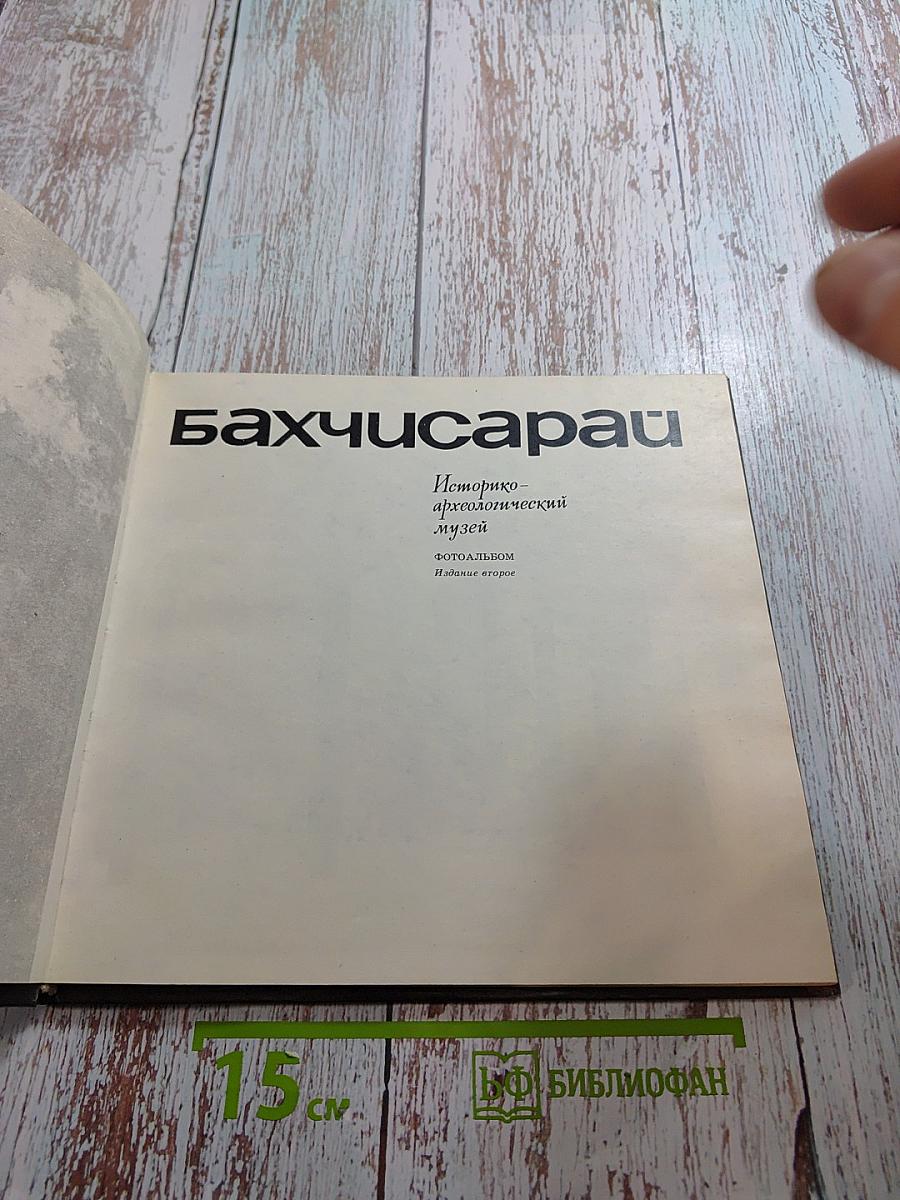 Бахчисарай
Историко-
археологический
музей
ФОТОАЛЬБОМ
Издание второе
15 см
БФ БИБЛИОФАН